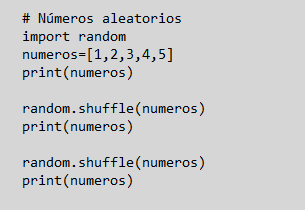 # Números aleatorios
import random
numeros=[1,2,3,4,5]
print(numeros)

random.shuffle(numeros)
print(numeros)

random.shuffle(numeros)
print(numeros)